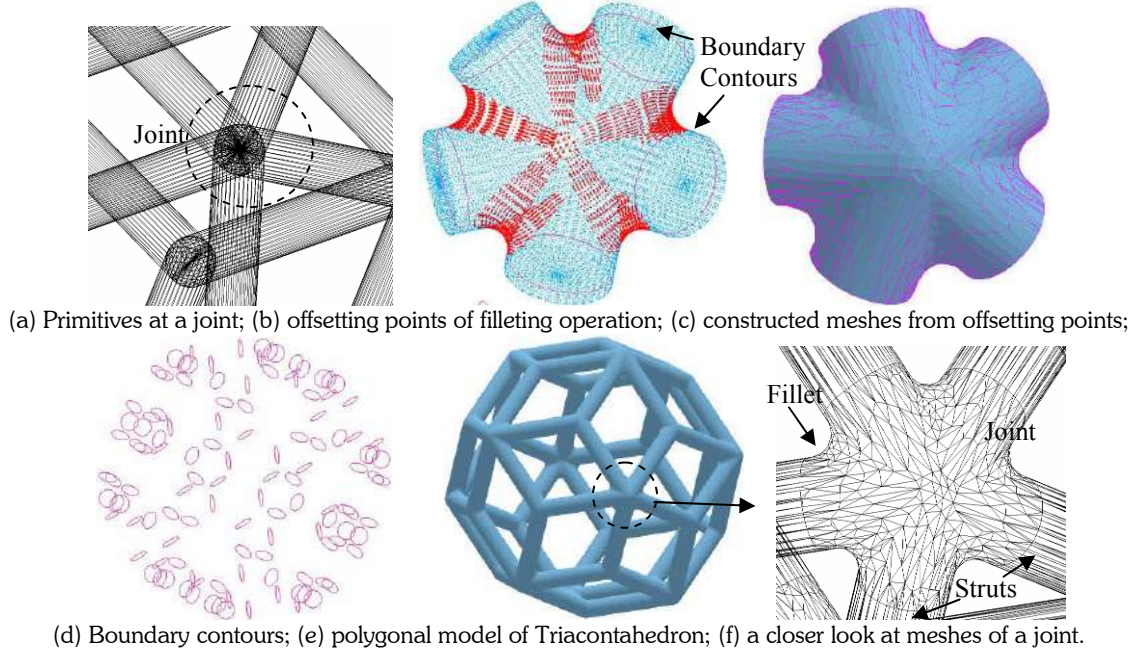 Joint
Boundary
Contours
(a) Primitives at a joint; (b) offsetting points of filleting operation; (c) constructed meshes from offsetting points;
Fillet
Joint
Struts
(d) Boundary contours; (e) polygonal model of Triacontahedron; (f) a closer look at meshes of a joint.